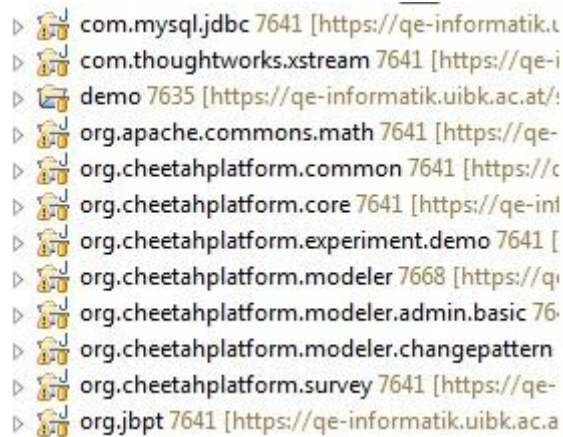 com.mysql.jdbc 7641 [https://qe-informatik.u
com.thoughtworks.xstream 7641 [https://qe-i
demo 7635 [https://qe-informatik.uibk.ac.at/s
org.apache.commons.math 7641 [https://qe-
org.cheetahplatform.common 7641 [https://q
org.cheetahplatform.core 7641 [https://qe-inf
org.cheetahplatform.experiment.demo 7641 [
org.cheetahplatform.modeler 7668 [https://q
org.cheetahplatform.modeler.admin.basic 764
org.cheetahplatform.modeler.changepattern
org.cheetahplatform.survey 7641 [https://qe-
org.jbpt 7641 [https://qe-informatik.uibk.ac.a